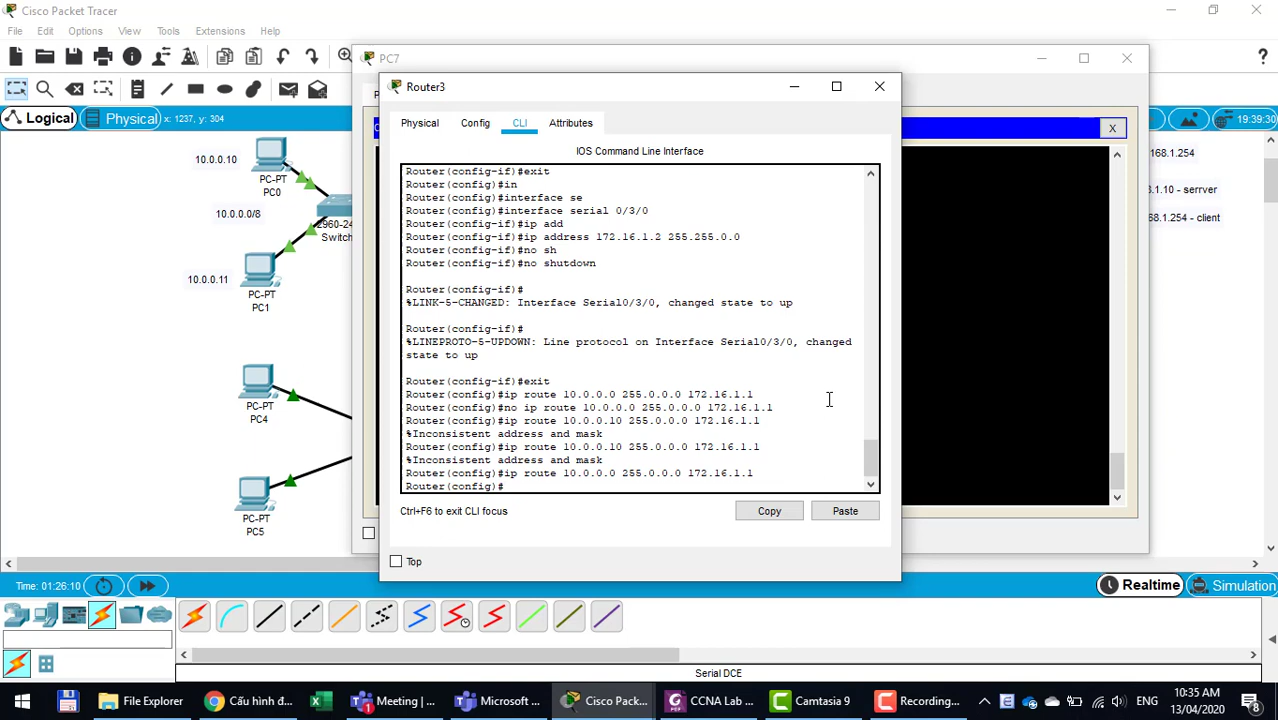 Cisco Packet Tracer
File Edit Options View Tools Extensions Help
Logical
Physical x: 1237, y: 304
19:39:30
PC7
X
10.0.0.10
PC-PT
PC0
10.0.0.0/8
2960-24
Switch
10.0.0.11
PC-PT
PC1
PC-PT
PC4
PC-PT
PC5
168.1.254
8.1.10 - serrver
68.1.254 - client
Router3
Physical Config CLI Attributes
IOS Command Line Interface
Router(config-if)#exit
Router(config)#in
Router(config)#interface se
Router(config)#interface serial 0/3/0
Router(config-if)#ip add
Router(config-if)#ip address 172.16.1.2 255.255.0.0
Router(config-if)#no sh
Router(config-if)#no shutdown
Router(config-if)#
%LINK-5-CHANGED: Interface Serial0/3/0, changed state to up
Router(config-if)#
%LINEPROTO-5-UPDOWN: Line protocol on Interface Serial0/3/0, changed
state to up
Router(config-if)#exit
Router(config)#ip route 10.0.0.0 255.0.0.0 172.16.1.1
Router(config)#no ip route 10.0.0.0 255.0.0.0 172.16.1.1
Router(config)#ip route 10.0.0.10 255.0.0.0 172.16.1.1
%Inconsistent address and mask
Router(config)#ip route 10.0.0.10 255.0.0.0 172.16.1.1
%Inconsistent address and mask
Router(config)#ip route 10.0.0.0 255.0.0.0 172.16.1.1
Router(config)#
Ctrl+F6 to exit CLI focus
Copy
Paste
Top
Time: 01:26:10
Realtime
Simulation
Serial DCE
File Explorer
Cấu hình đ...
Meeting | ...
Microsoft ...
Cisco Pack...
CCNA Lab ...
Camtasia 9
Recording...
ENG
10:35 AM
13/04/2020
8